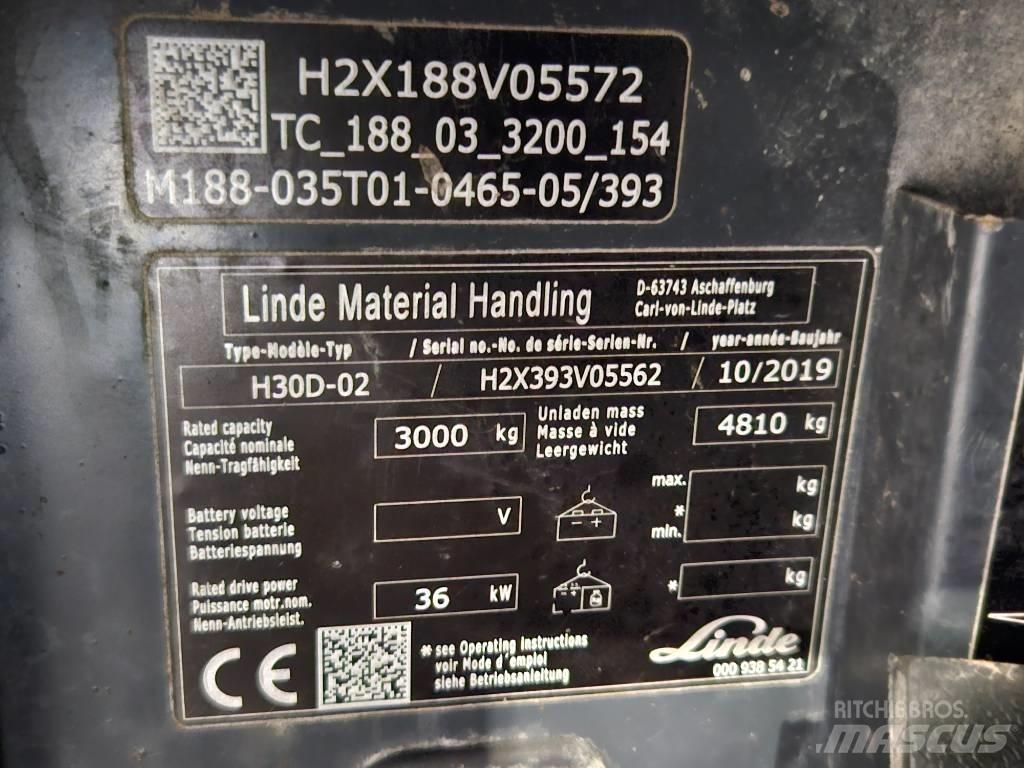 H2X188V05572
TC_188_03_3200_154
M188-035T01-0465-05/393
Linde Material Handling
D-63743 Aschaffenburg
Carl-von-Linde-Platz
Type-Modèle-Typ / Serial no.-No. de série-Serien-Nr. / year-année-Baujahr
H30D-02 / H2X393V05562 / 10/2019
Rated capacity
Capacité nominale
Nenn-Tragfähigkeit
3000 kg
Unladen mass
Masse à vide
Leergewicht
4810 kg
Battery voltage
Tension batterie
Batteriespannung
V
- +
max. kg
*
min. kg
Rated drive power
Puissance motr.nom.
Nenn-Antriebsleist.
36 kW
* kg
CE
* see Operating Instructions
voir Mode d'emploi
siehe Betriebsanleitung
Linde
000 938 54 21
RITCHIE BROS.
MASCUS